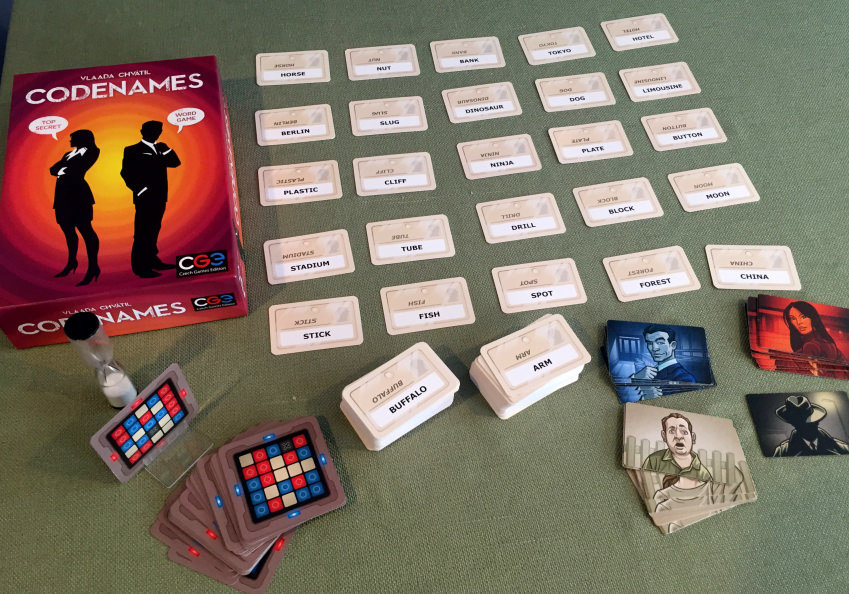 VLAADA CHVÁTIL
CODENAMES
TOP
SECRET
WORD
GAME
CGE
Czech Games Edition
VLAADA CHVÁTIL
CODENAMES
CGE
Czech Games Edition
HORSE
HORSE
NUT
NUT
BANK
BANK
TOKYO
TOKYO
HOTEL
HOTEL
BERLIN
BERLIN
SLUG
SLUG
DINOSAUR
DINOSAUR
DOG
DOG
LIMOUSINE
LIMOUSINE
PLASTIC
PLASTIC
CLIFF
CLIFF
NINJA
NINJA
PLATE
PLATE
BUTTON
BUTTON
STADIUM
STADIUM
TUBE
TUBE
DRILL
DRILL
BLOCK
BLOCK
MOON
MOON
STICK
STICK
FISH
FISH
SPOT
SPOT
FOREST
FOREST
CHINA
CHINA
BUFFALO
BUFFALO
ARM
ARM